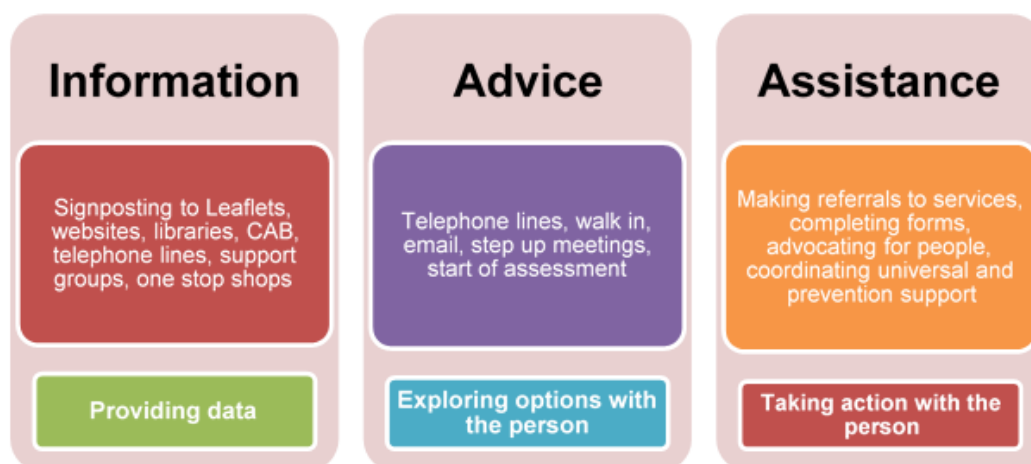 Information
Signposting to Leaflets,
websites, libraries, CAB,
telephone lines, support
groups, one stop shops
Providing data
Advice
Telephone lines, walk in,
email, step up meetings,
start of assessment
Exploring options with
the person
Assistance
Making referrals to services,
completing forms,
advocating for people,
coordinating universal and
prevention support
Taking action with the
person